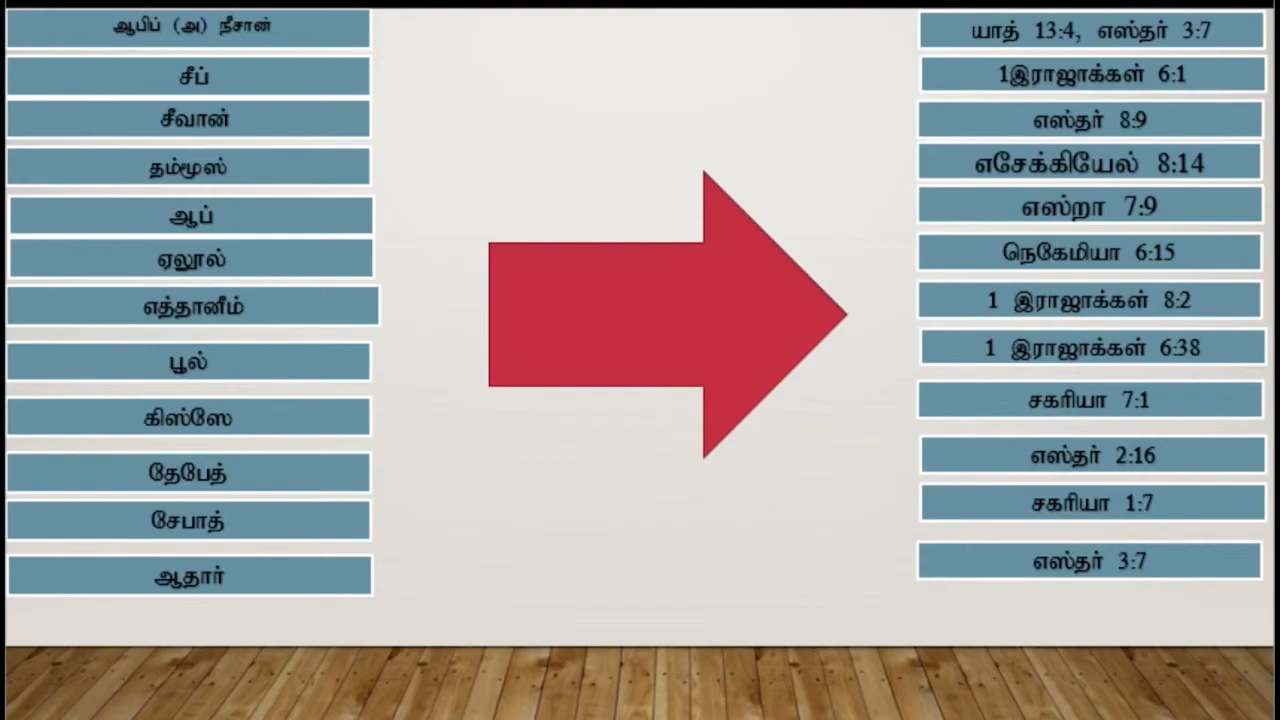 ஆபிப் (அ) நீசான்
யாத் 13:4, எஸ்தர் 3:7
சீப்
1இராஜாக்கள் 6:1
சீவான்
எஸ்தர் 8:9
தம்மூஸ்
எசேக்கியேல் 8:14
ஆப்
எஸ்றா 7:9
ஏலூல்
நெகேமியா 6:15
எத்தானீம்
1 இராஜாக்கள் 8:2
பூல்
1 இராஜாக்கள் 6:38
கிஸ்லே
சகரியா 7:1
தேபேத்
எஸ்தர் 2:16
சேபாத்
சகரியா 1:7
ஆதார்
எஸ்தர் 3:7